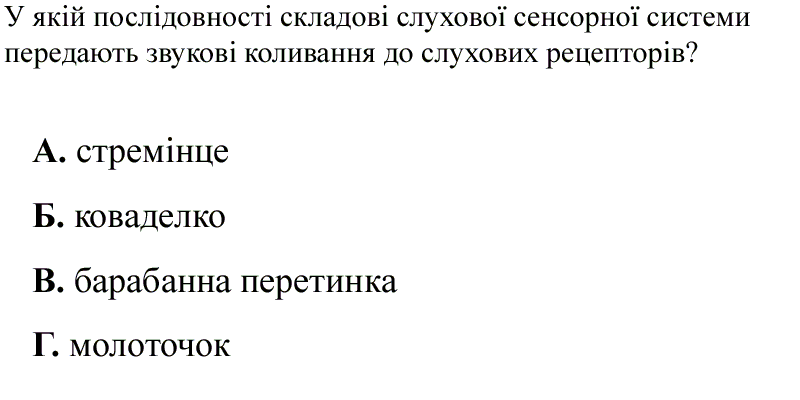 У якій послідовності складові слухової сенсорної системи
передають звукові коливання до слухових рецепторів?
А. стремінце
Б. коваделко
В. барабанна перетинка
Г. молоточок